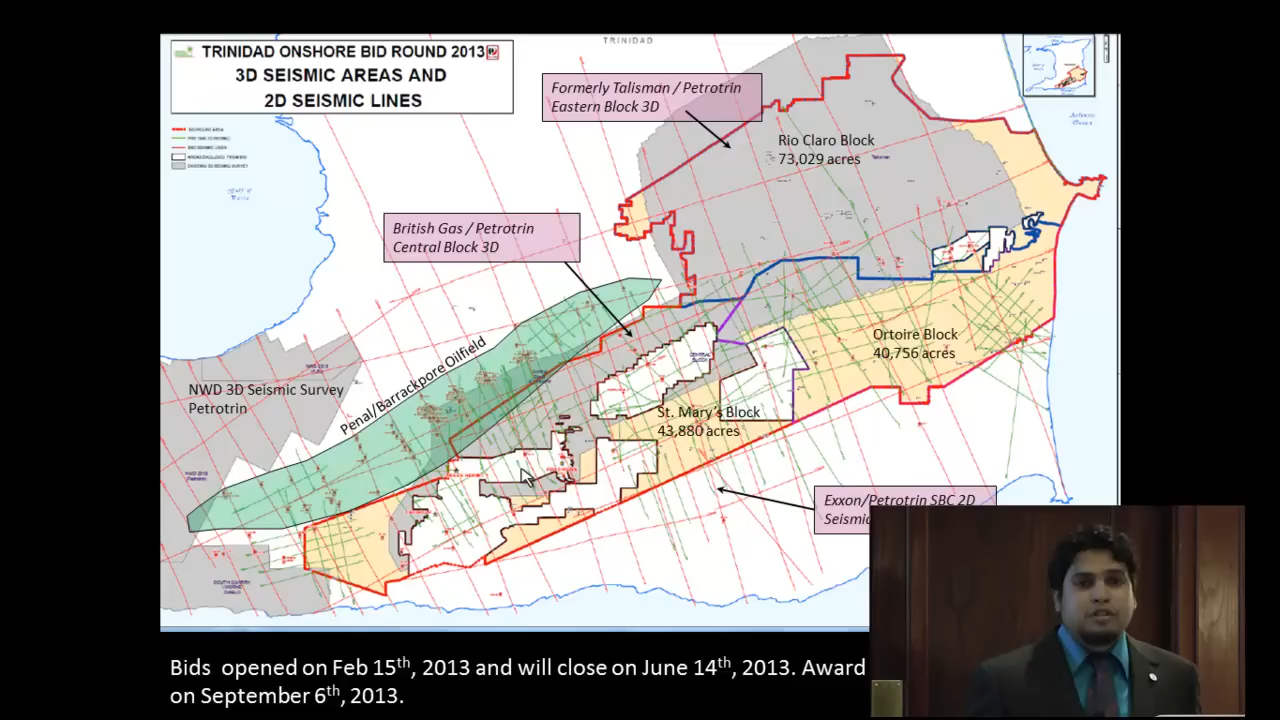 TRINIDAD ONSHORE BID ROUND 2013
3D SEISMIC AREAS AND
2D SEISMIC LINES
TRINIDAD
Formerly Talisman / Petrotrin
Eastern Block 3D
Rio Claro Block
73,029 acres
British Gas / Petrotrin
Central Block 3D
Ortoire Block
40,756 acres
NWD 3D Seismic Survey
Petrotrin
Penal/Barrackpore Oilfield
St. Mary's Block
43,880 acres
Exxon/Petrotrin SBC 2D
Seismic
Bids opened on Feb 15th, 2013 and will close on June 14th, 2013. Award
on September 6th, 2013.